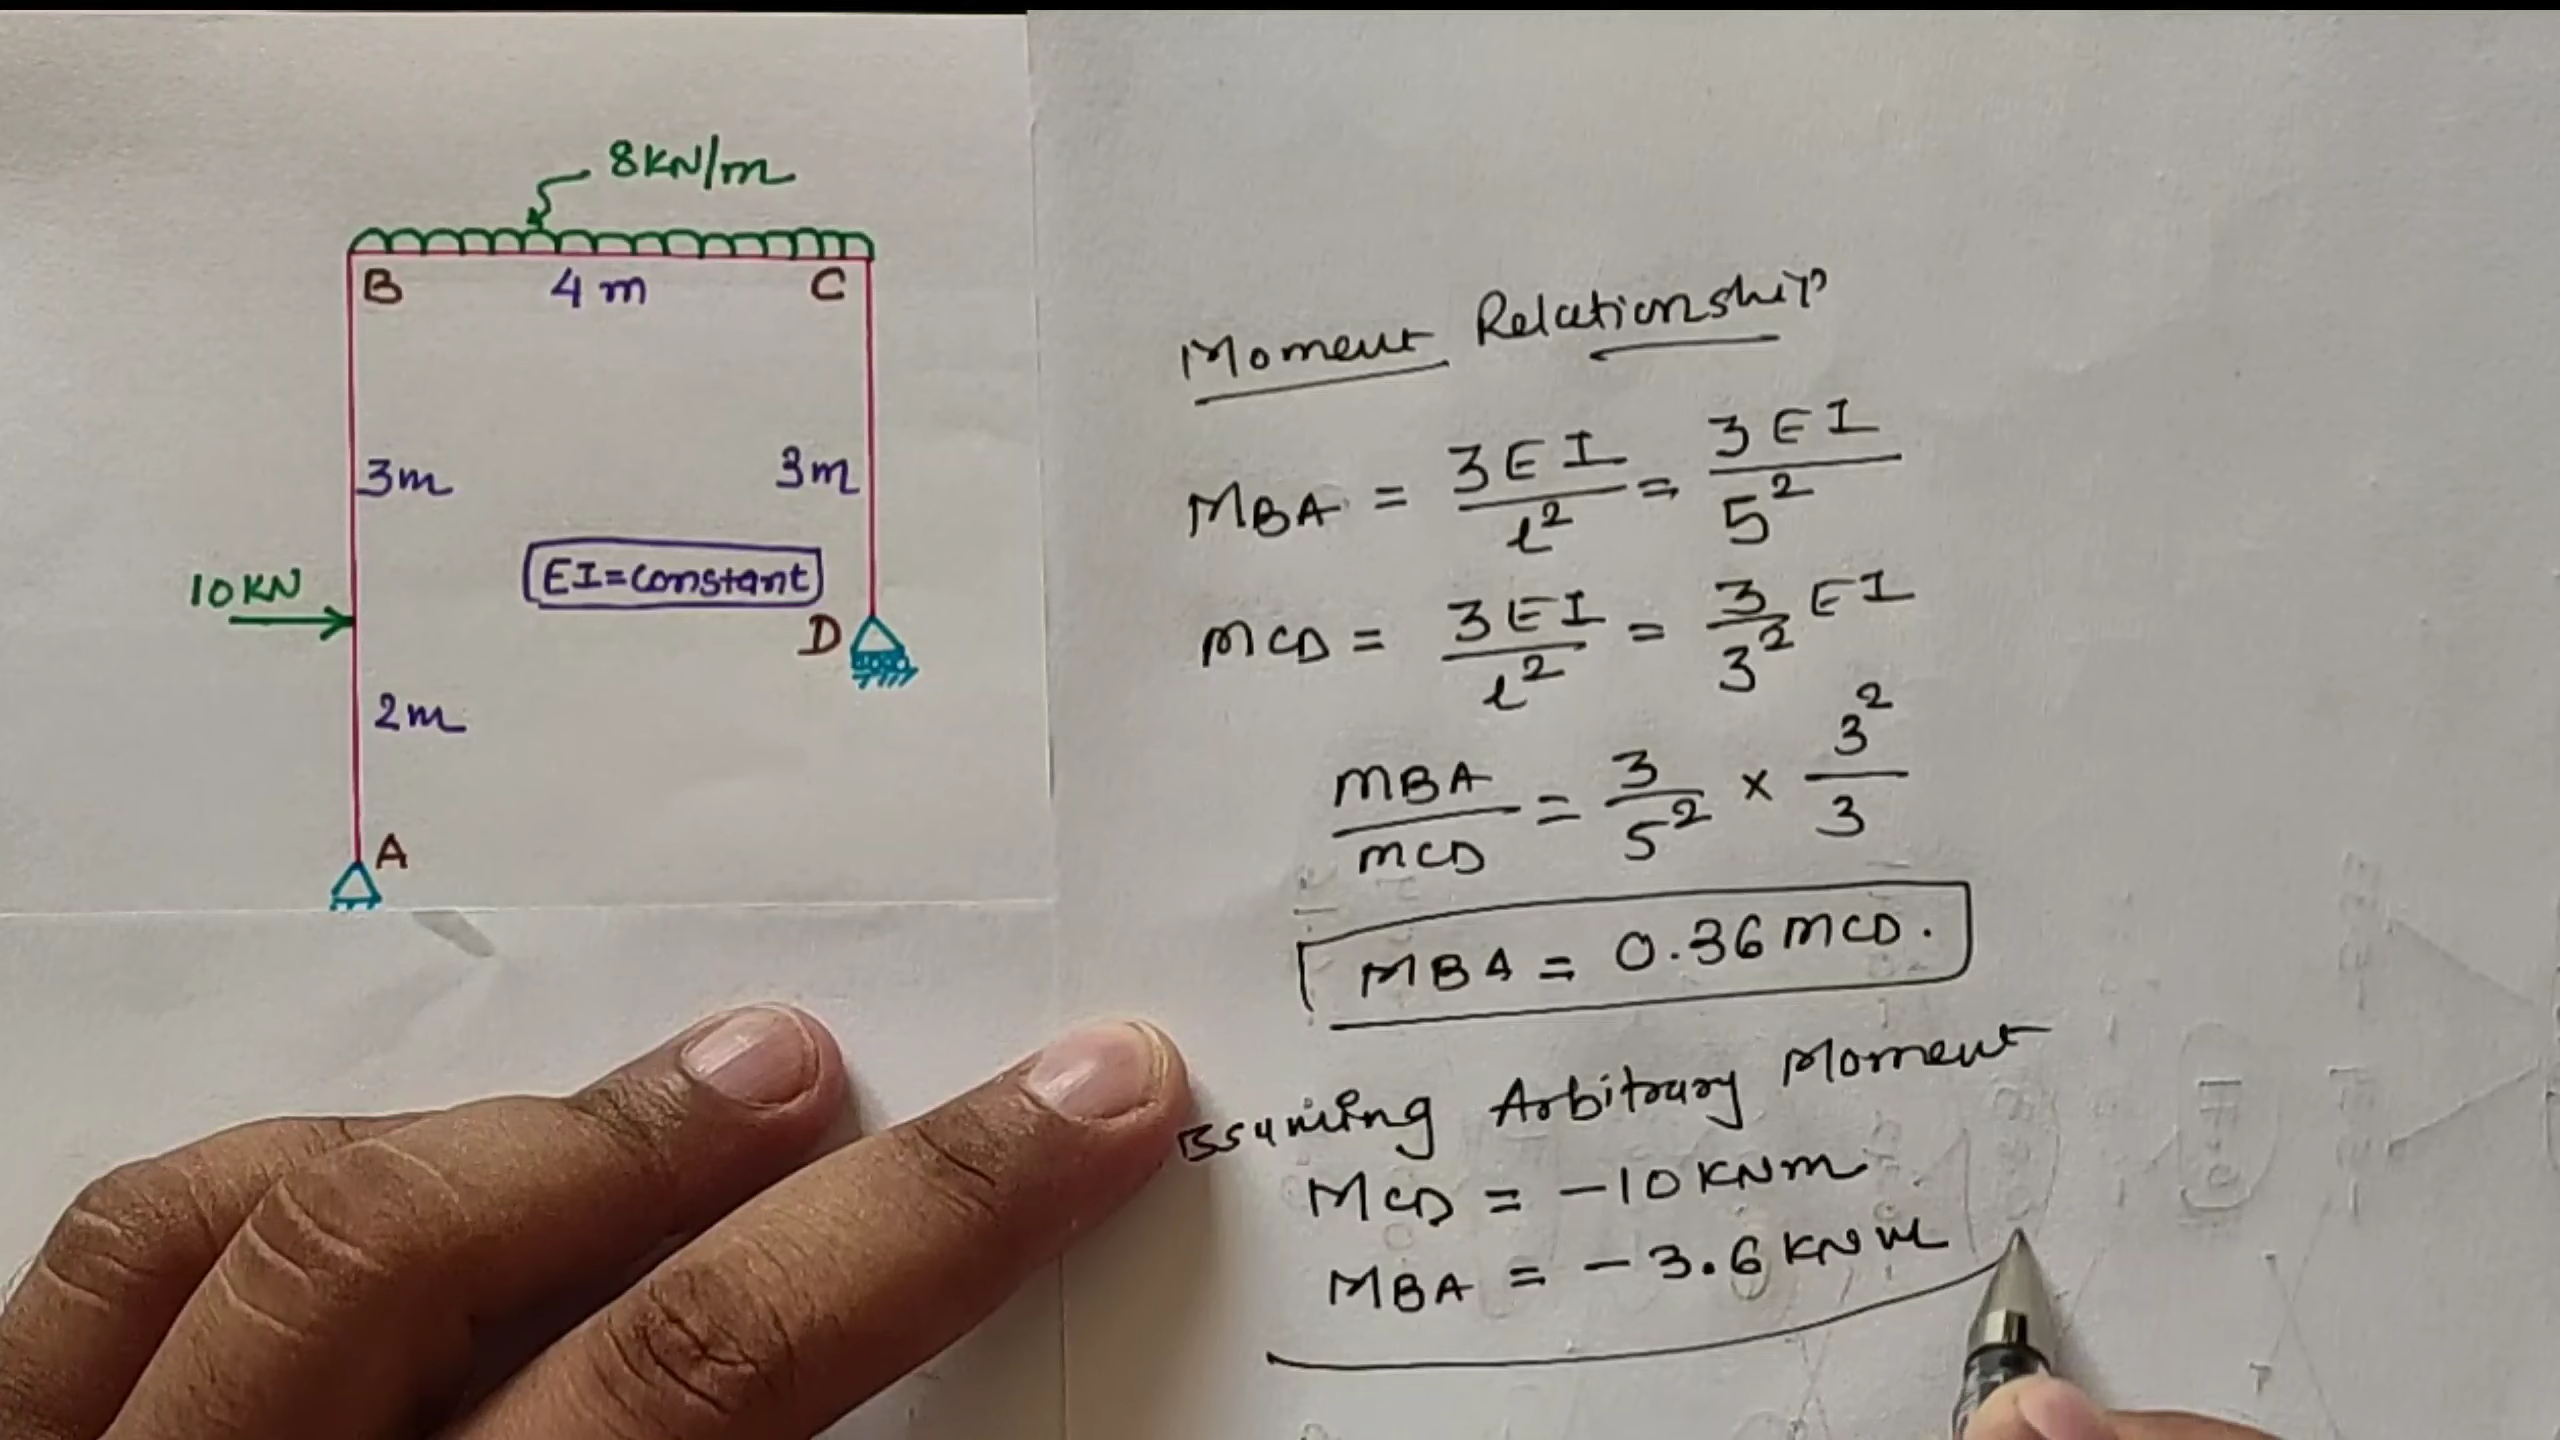 8KN/m
B 4 m C
3m 3m
10KN
EI=constant
D
2m
A
Moment Relationship
MBA = 3EI/l² = 3EI/5²
MCD = 3EI/l² = 3/3² EI
MBA/MCD = 3/5² × 3²/3
MBA = 0.36 MCD.
Arbitrary Moment
MCD = -10KNm
MBA = -3.6KNm